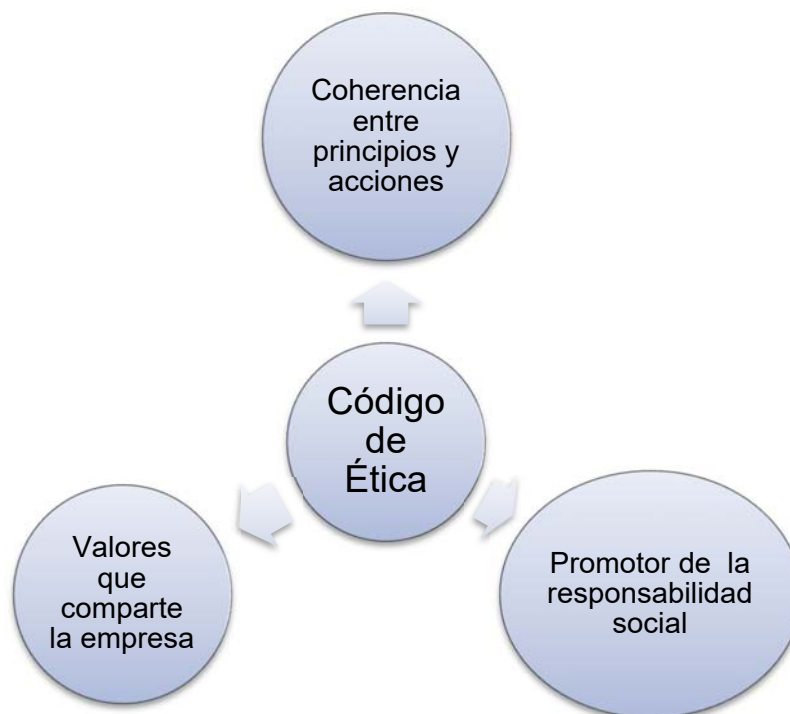 Coherencia
entre
principios y
acciones
Código
de
Ética
Valores
que
comparte
la empresa
Promotor de la
responsabilidad
social